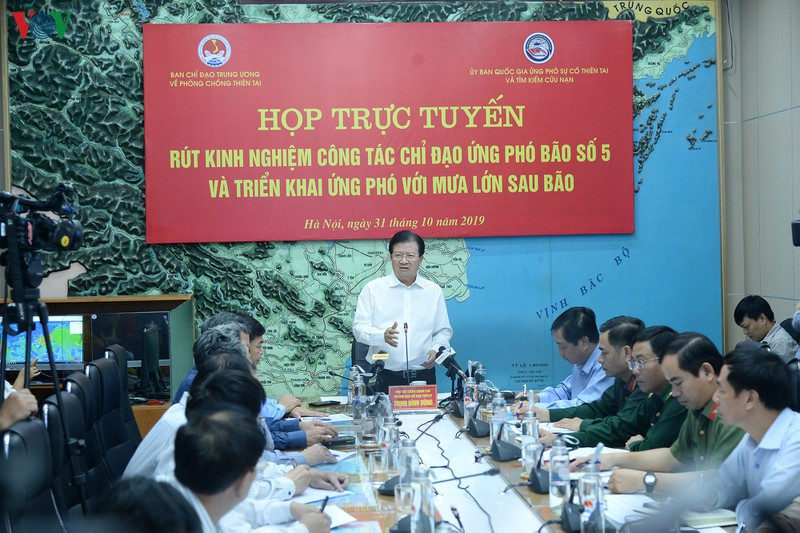 VOV
TRUNG QUỐC
BAN CHỈ ĐẠO TRUNG ƯƠNG
VỀ PHÒNG CHỐNG THIÊN TAI
ỦY BAN QUỐC GIA ỨNG PHÓ SỰ CỐ THIÊN TAI
VÀ TÌM KIẾM CỨU NẠN
HỌP TRỰC TUYẾN
RÚT KINH NGHIỆM CÔNG TÁC CHỈ ĐẠO ỨNG PHÓ BÃO SỐ 5
VÀ TRIỂN KHAI ỨNG PHÓ VỚI MƯA LỚN SAU BÃO
Hà Nội, ngày 31 tháng 10 năm 2019
VỊNH BẮC BỘ
TRỊNH ĐÌNH DŨNG